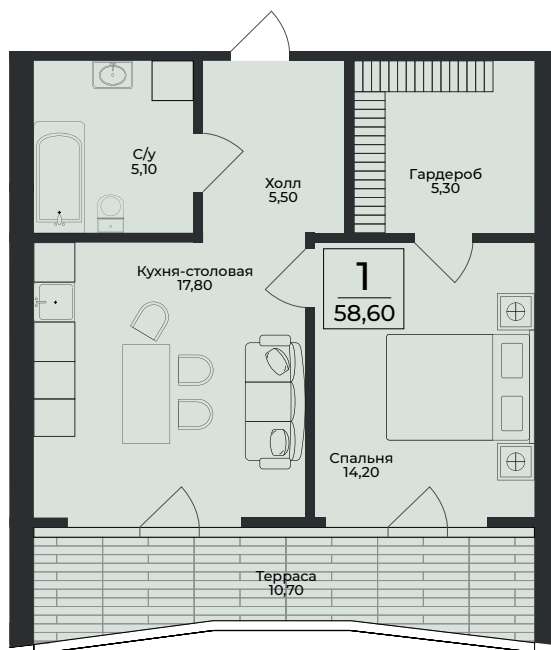 С/у
5,10
Холл
5,50
Гардероб
5,30
Кухня-столовая
17,80
1
58,60
Спальня
14,20
Терраса
10,70